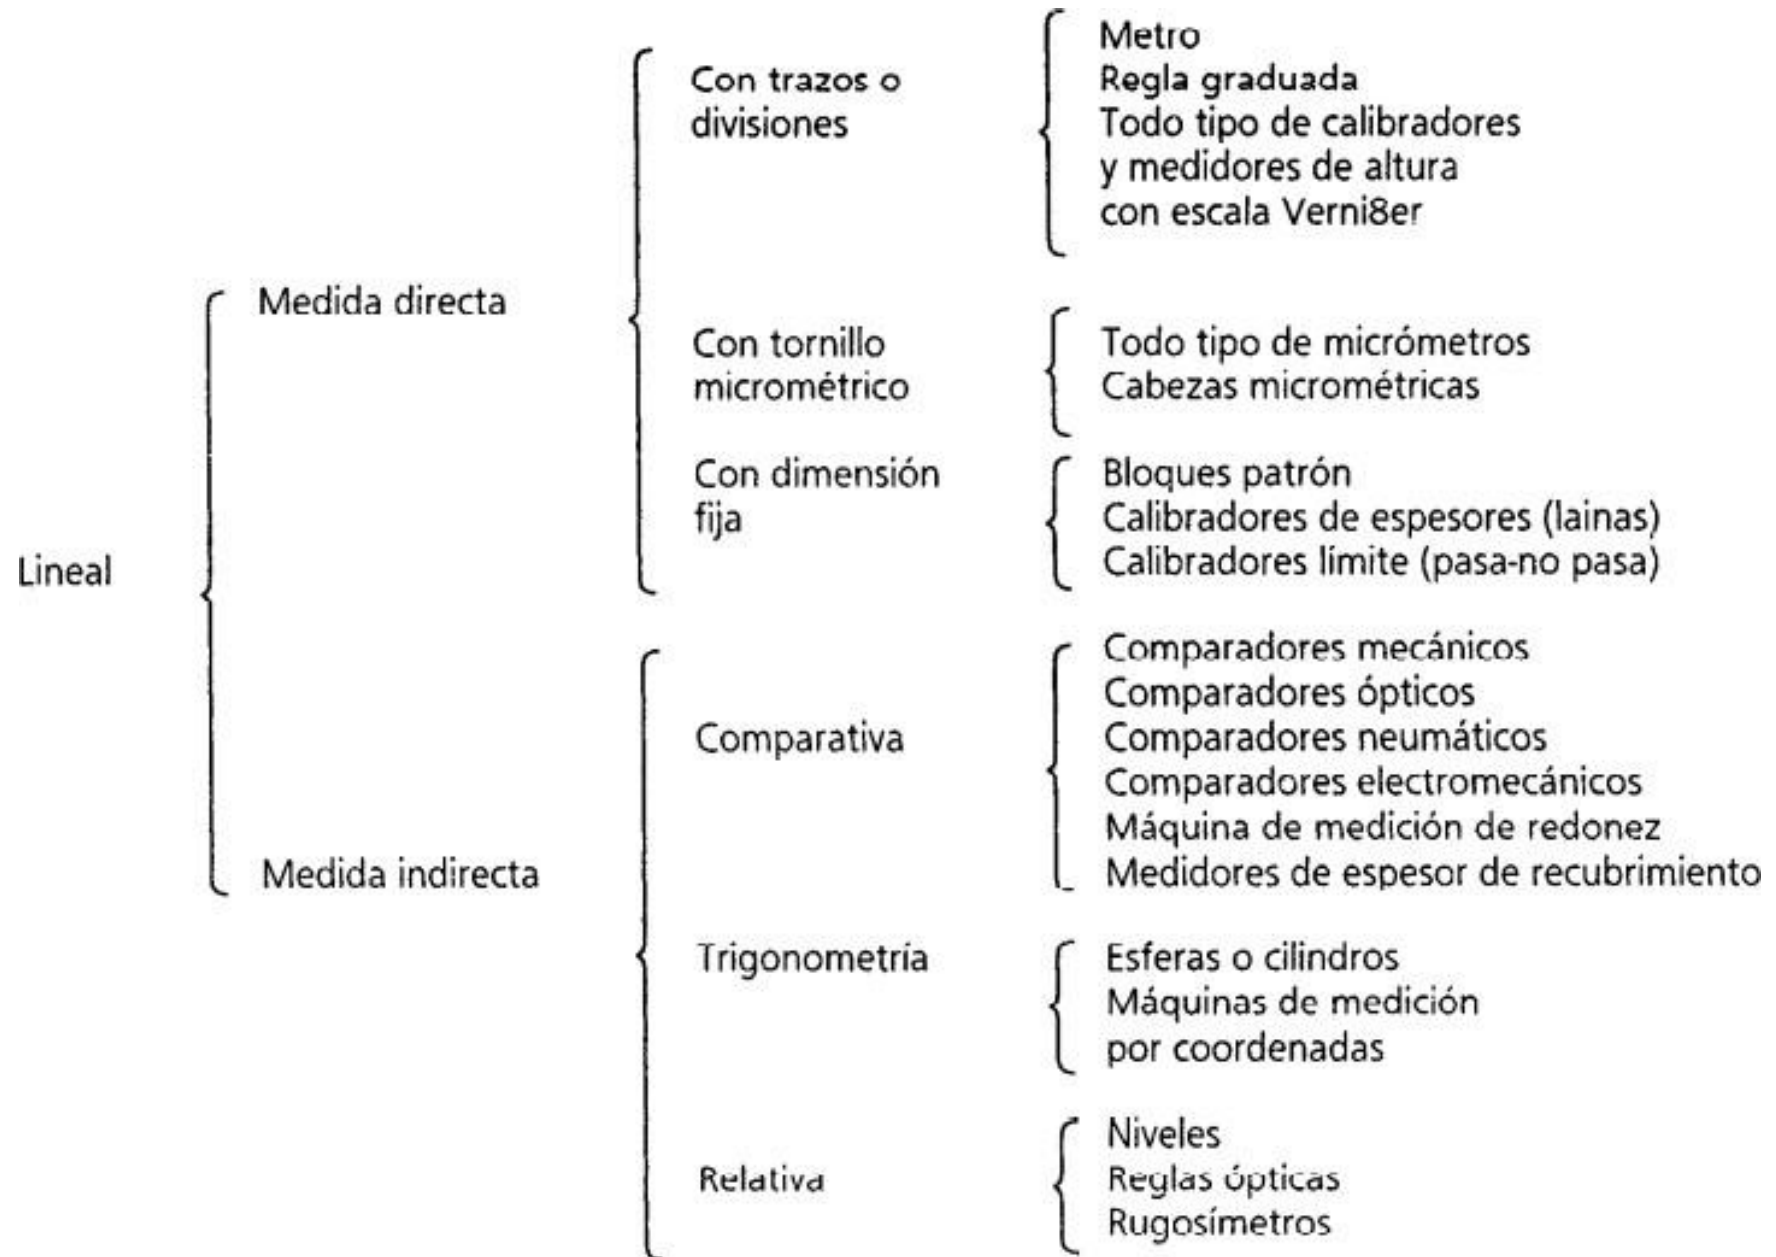 Lineal
Medida directa
Con trazos o
divisiones
Metro
Regla graduada
Todo tipo de calibradores
y medidores de altura
con escala Verni8er
Con tornillo
micrométrico
Todo tipo de micrómetros
Cabezas micrométricas
Con dimensión
fija
Bloques patrón
Calibradores de espesores (lainas)
Calibradores límite (pasa-no pasa)
Medida indirecta
Comparativa
Comparadores mecánicos
Comparadores ópticos
Comparadores neumáticos
Comparadores electromecánicos
Máquina de medición de redonez
Medidores de espesor de recubrimiento
Trigonometría
Esferas o cilindros
Máquinas de medición
por coordenadas
Relativa
Niveles
Reglas ópticas
Rugosímetros